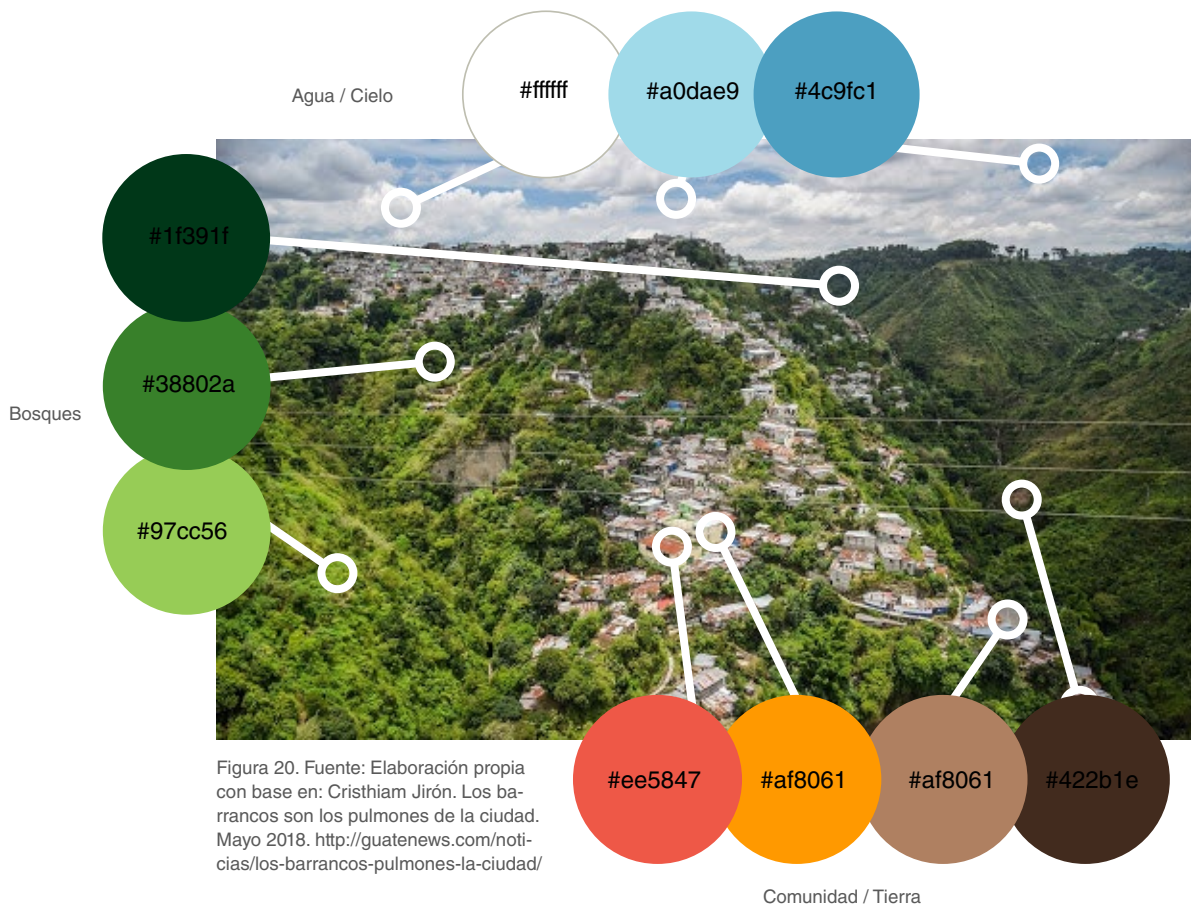 Agua / Cielo
#ffffff
#a0dae9
#4c9fc1
#1f391f
#38802a
Bosques
#97cc56
#ee5847
#af8061
#af8061
#422b1e
Figura 20. Fuente: Elaboración propia
con base en: Cristhiam Jirón. Los ba-
rrancos son los pulmones de la ciudad.
Mayo 2018. http://guatenews.com/noti-
cias/los-barrancos-pulmones-la-ciudad/
Comunidad / Tierra